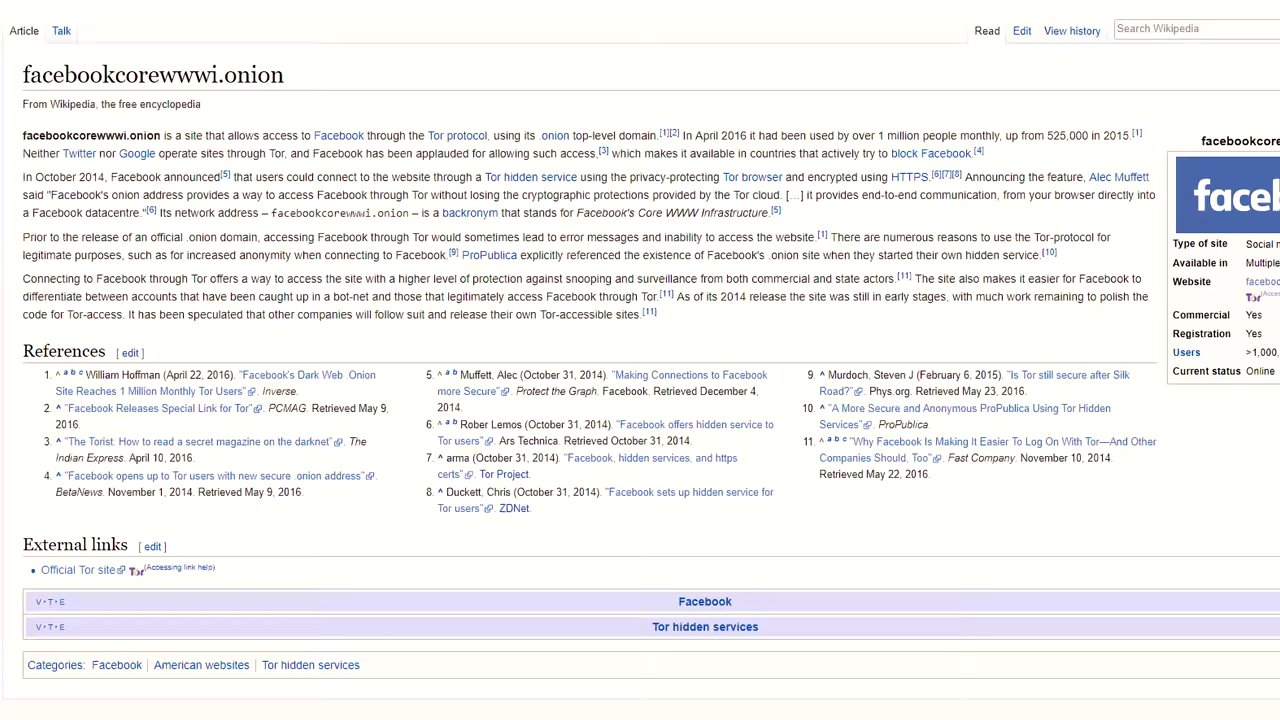 Article Talk Read Edit View history Search Wikipedia
facebookcorewwwi.onion
From Wikipedia, the free encyclopedia
facebookcorewwwi.onion is a site that allows access to Facebook through the Tor protocol, using its .onion top-level domain.[1][2] In April 2016 it had been used by over 1 million people monthly, up from 525,000 in 2015.[1]
Neither Twitter nor Google operate sites through Tor, and Facebook has been applauded for allowing such access,[3] which makes it available in countries that actively try to block Facebook.[4]
In October 2014, Facebook announced[5] that users could connect to the website through a Tor hidden service using the privacy-protecting Tor browser and encrypted using HTTPS.[6][7][8] Announcing the feature, Alec Muffett
said "Facebook's onion address provides a way to access Facebook through Tor without losing the cryptographic protections provided by the Tor cloud. [...] it provides end-to-end communication, from your browser directly into
a Facebook datacentre."[6] Its network address – facebookcorewwwi.onion – is a backronym that stands for Facebook's Core WWW Infrastructure.[5]
Prior to the release of an official .onion domain, accessing Facebook through Tor would sometimes lead to error messages and inability to access the website.[1] There are numerous reasons to use the Tor-protocol for
legitimate purposes, such as for increased anonymity when connecting to Facebook.[9] ProPublica explicitly referenced the existence of Facebook's .onion site when they started their own hidden service.[10]
Connecting to Facebook through Tor offers a way to access the site with a higher level of protection against snooping and surveillance from both commercial and state actors.[11] The site also makes it easier for Facebook to
differentiate between accounts that have been caught up in a bot-net and those that legitimately access Facebook through Tor.[11] As of its 2014 release the site was still in early stages, with much work remaining to polish the
code for Tor-access. It has been speculated that other companies will follow suit and release their own Tor-accessible sites.[11]
facebookcore
faceb
Type of site Social n
Available in Multiple
Website faceboo
Tor (Acces
Commercial Yes
Registration Yes
Users >1,000,
Current status Online
References [ edit ]
1. ^ a b c William Hoffman (April 22, 2016). "Facebook's Dark Web .Onion
Site Reaches 1 Million Monthly Tor Users". Inverse.
2. ^ "Facebook Releases Special Link for Tor". PCMAG. Retrieved May 9,
2016.
3. ^ "The Torist: How to read a secret magazine on the darknet". The
Indian Express. April 10, 2016.
4. ^ "Facebook opens up to Tor users with new secure .onion address".
BetaNews. November 1, 2014. Retrieved May 9, 2016.
5. ^ a b Muffett, Alec (October 31, 2014). "Making Connections to Facebook
more Secure". Protect the Graph. Facebook. Retrieved December 4,
2014.
6. ^ a b Rober Lemos (October 31, 2014). "Facebook offers hidden service to
Tor users". Ars Technica. Retrieved October 31, 2014.
7. ^ arma (October 31, 2014). "Facebook, hidden services, and https
certs". Tor Project.
8. ^ Duckett, Chris (October 31, 2014). "Facebook sets up hidden service for
Tor users". ZDNet.
9. ^ Murdoch, Steven J (February 6, 2015). "Is Tor still secure after Silk
Road?". Phys.org. Retrieved May 23, 2016.
10. ^ "A More Secure and Anonymous ProPublica Using Tor Hidden
Services". ProPublica.
11. ^ a b c "Why Facebook Is Making It Easier To Log On With Tor—And Other
Companies Should, Too". Fast Company. November 10, 2014.
Retrieved May 22, 2016.
External links [ edit ]
• Official Tor site Tor (Accessing link help)
V · T · E Facebook
V · T · E Tor hidden services
Categories: Facebook | American websites | Tor hidden services